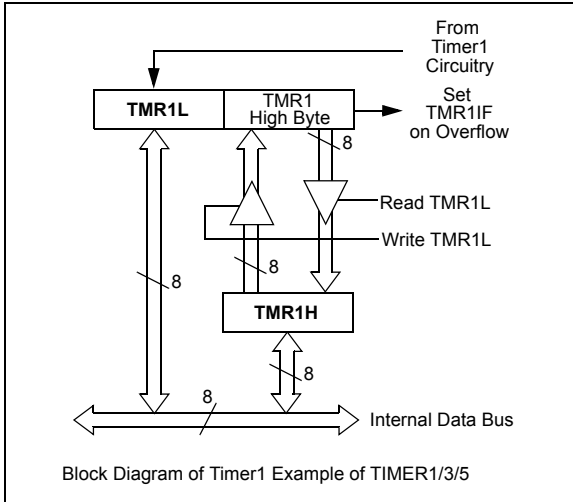 From
Timer1
Circuitry
TMR1L
TMR1
High Byte
Set
TMR1IF
on Overflow
8
Read TMR1L
Write TMR1L
8
8
TMR1H
8
8
Internal Data Bus
Block Diagram of Timer1 Example of TIMER1/3/5